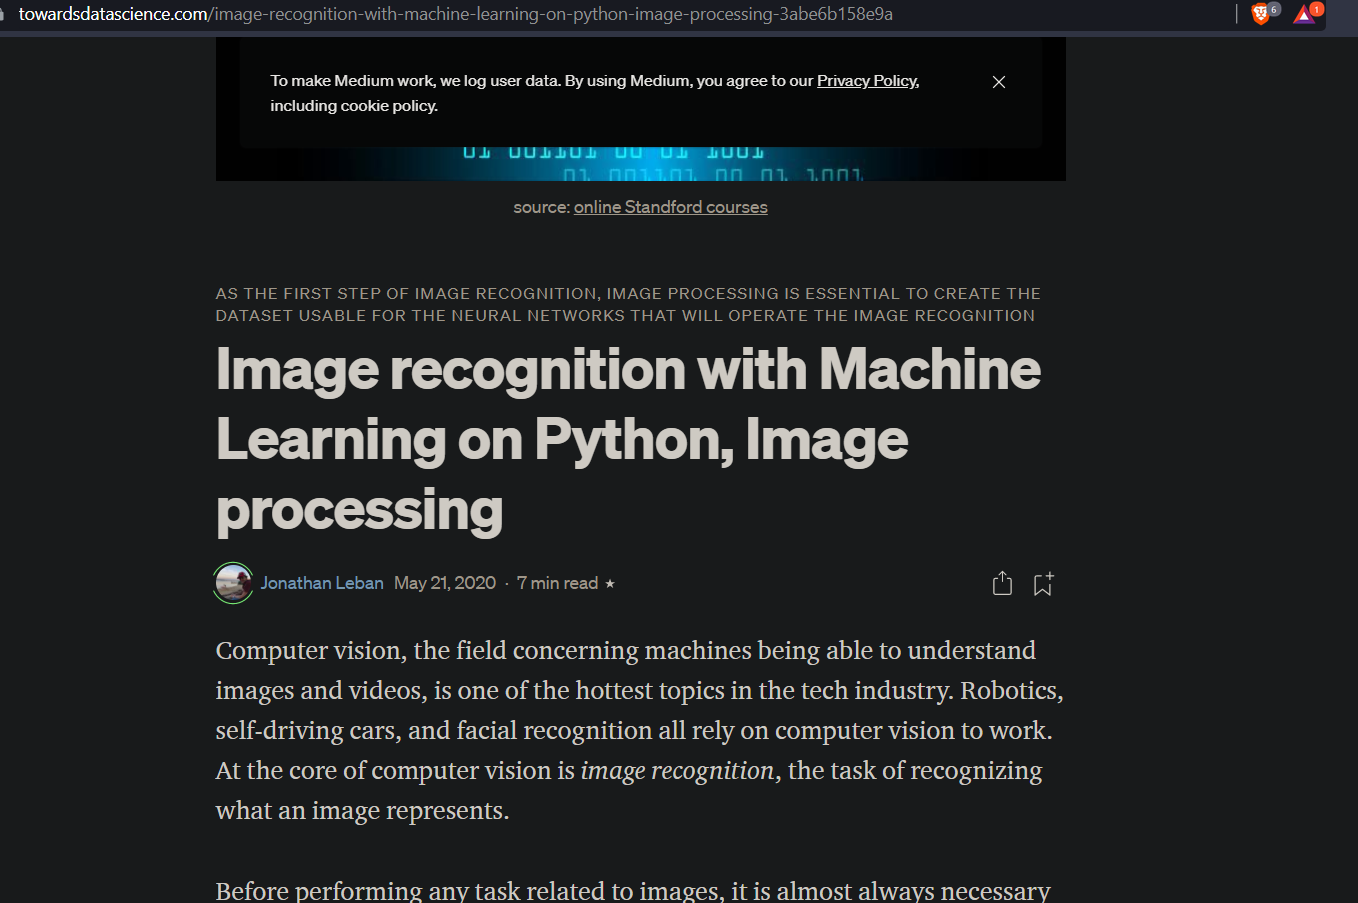 towardsdatascience.com/image-recognition-with-machine-learning-on-python-image-processing-3abe6b158e9a
6
1
To make Medium work, we log user data. By using Medium, you agree to our Privacy Policy,
including cookie policy.
01 001101 00 01 1001
01 001101 00 01 1001
source: online Standford courses
AS THE FIRST STEP OF IMAGE RECOGNITION, IMAGE PROCESSING IS ESSENTIAL TO CREATE THE
DATASET USABLE FOR THE NEURAL NETWORKS THAT WILL OPERATE THE IMAGE RECOGNITION
Image recognition with Machine
Learning on Python, Image
processing
Jonathan Leban May 21, 2020 · 7 min read ★
Computer vision, the field concerning machines being able to understand
images and videos, is one of the hottest topics in the tech industry. Robotics,
self-driving cars, and facial recognition all rely on computer vision to work.
At the core of computer vision is image recognition, the task of recognizing
what an image represents.
Before performing any task related to images, it is almost always necessary